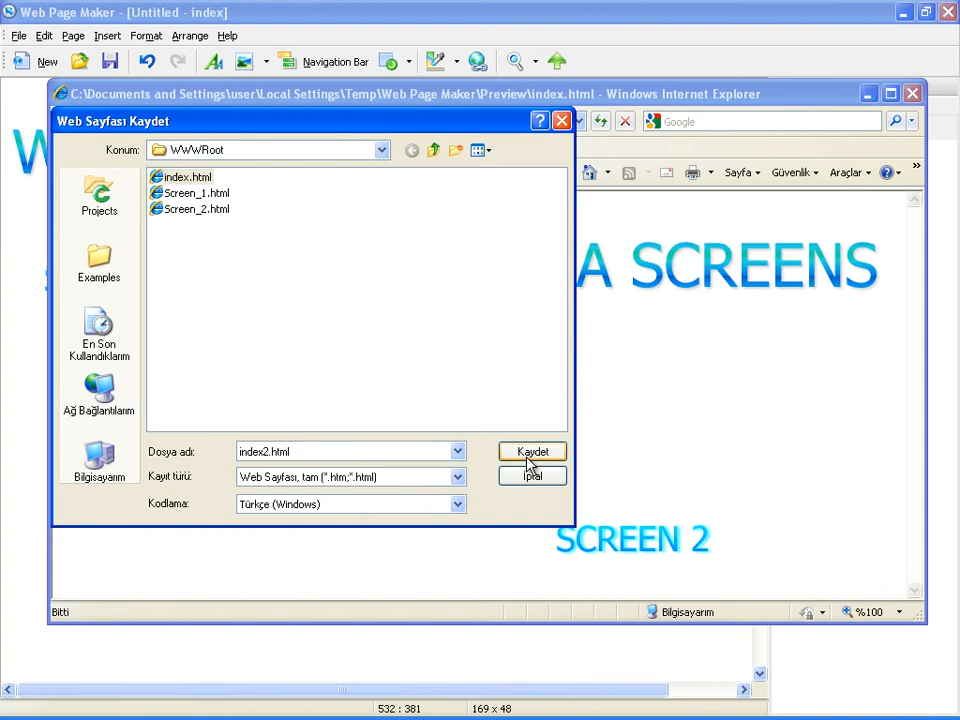 Web Page Maker - [Untitled - index]
File Edit Page Insert Format Arrange Help
New Navigation Bar
C:\Documents and Settings\user\Local Settings\Temp\Web Page Maker\Preview\index.html - Windows Internet Explorer
Web Sayfası Kaydet
Google
Konum: WWWRoot
Sayfa Güvenlik Araçlar
index.html
Screen_1.html
Screen_2.html
Projects
Examples
En Son
Kullandıklarım
Ağ Bağlantılarım
Bilgisayarım
W
A SCREENS
Dosya adı: index2.html Kaydet
Kayıt türü: Web Sayfası, tam (*.htm;*.html) İptal
Kodlama: Türkçe (Windows)
SCREEN 2
Bitti Bilgisayarım %100
532 : 381 169 x 48